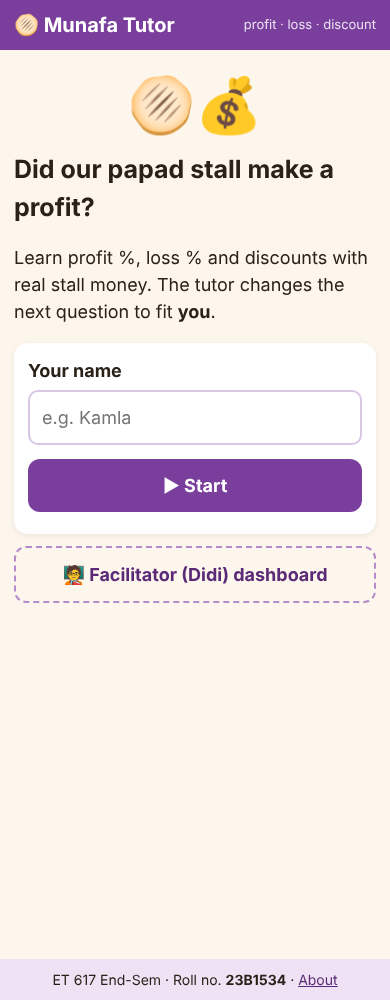 Munafa Tutor
profit · loss · discount
Did our papad stall make a
profit?
Learn profit %, loss % and discounts with
real stall money. The tutor changes the
next question to fit you.
Your name
e.g. Kamla
▶ Start
Facilitator (Didi) dashboard
ET 617 End-Sem · Roll no. 23B1534 · About